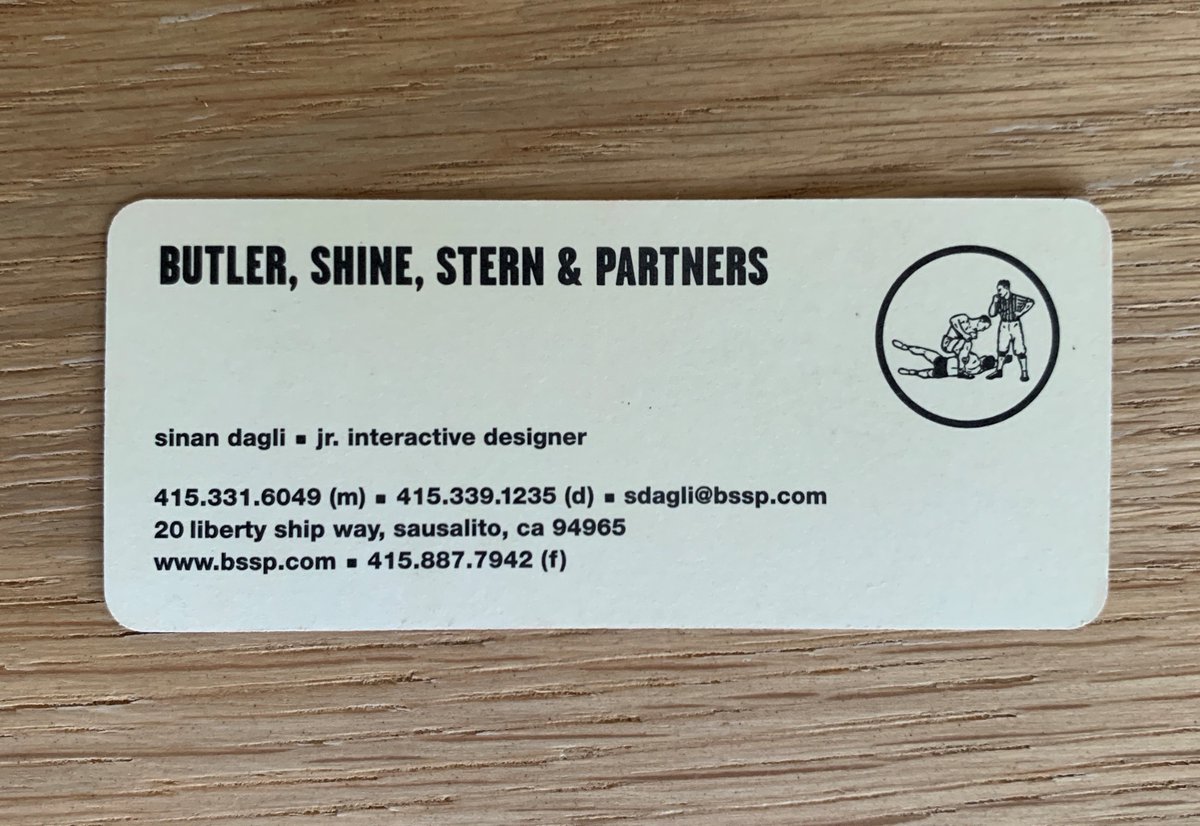 BUTLER, SHINE, STERN & PARTNERS
sinan dagli ▪ jr. interactive designer
415.331.6049 (m) ▪ 415.339.1235 (d) ▪ sdagli@bssp.com
20 liberty ship way, sausalito, ca 94965
www.bssp.com ▪ 415.887.7942 (f)